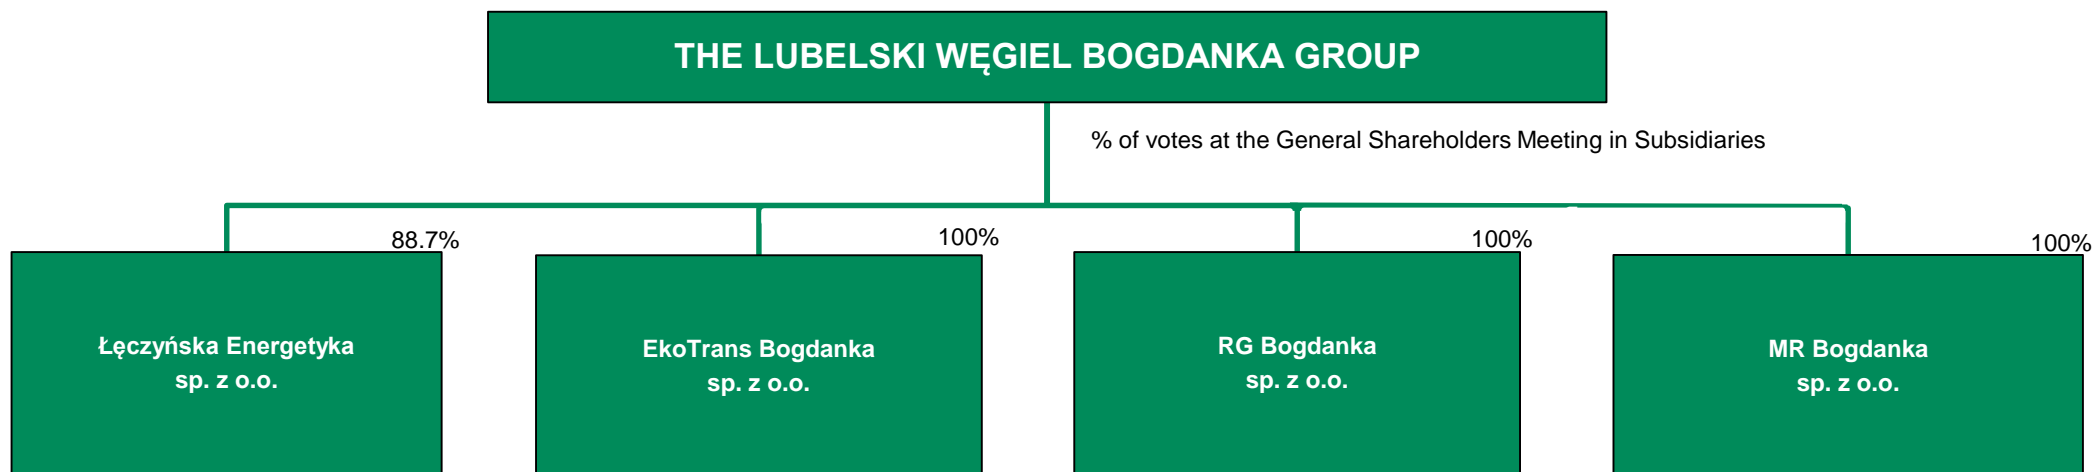 THE LUBELSKI WĘGIEL BOGDANKA GROUP
% of votes at the General Shareholders Meeting in Subsidiaries
88.7%
100%
100%
100%
Łęczyńska Energetyka
sp. z o.o.
EkoTrans Bogdanka
sp. z o.o.
RG Bogdanka
sp. z o.o.
MR Bogdanka
sp. z o.o.